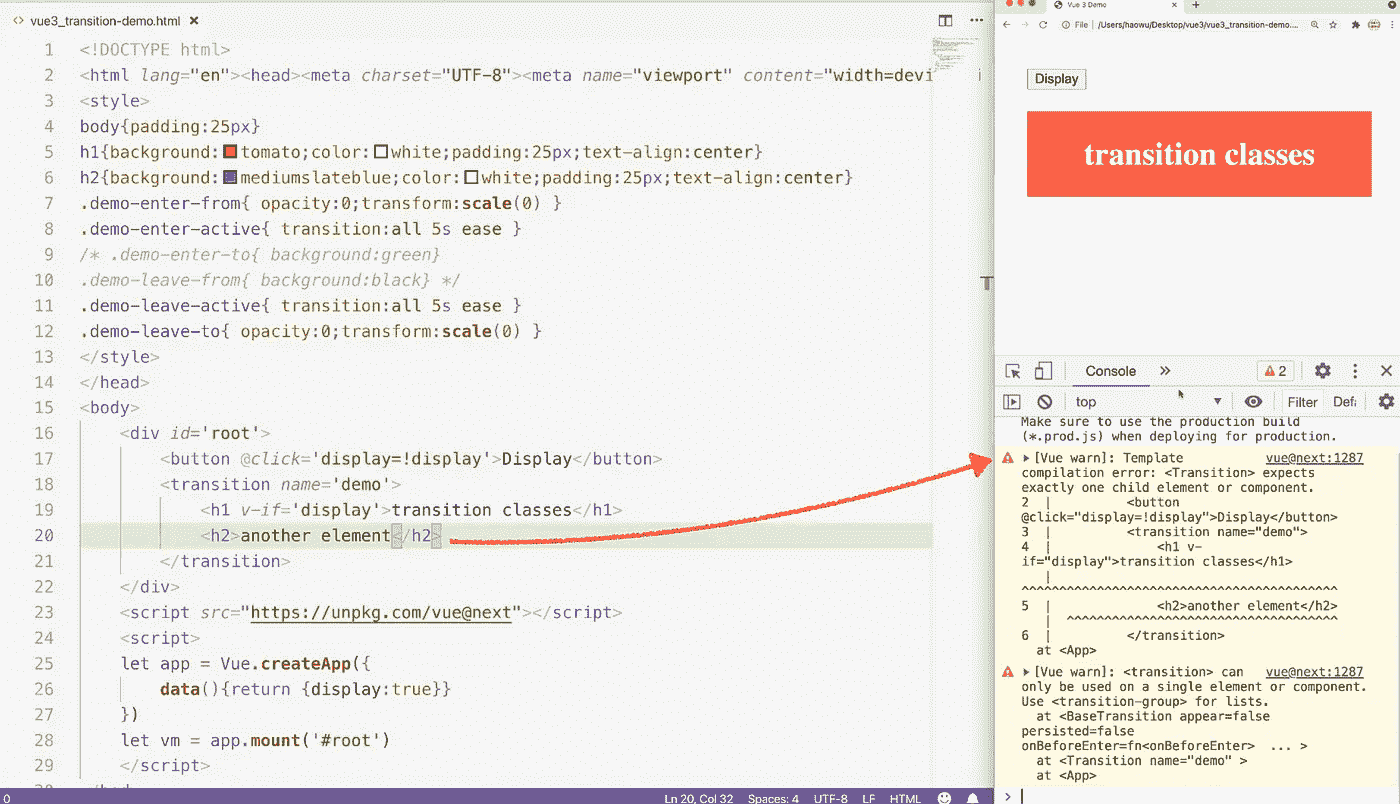 vue3_transition-demo.html ×
1 <!DOCTYPE html>
2 <html lang="en"><head><meta charset="UTF-8"><meta name="viewport" content="width=devi
3 <style>
4 body{padding:25px}
5 h1{background:tomato;color:white;padding:25px;text-align:center}
6 h2{background:mediumslateblue;color:white;padding:25px;text-align:center}
7 .demo-enter-from{ opacity:0;transform:scale(0) }
8 .demo-enter-active{ transition:all 5s ease }
9 /* .demo-enter-to{ background:green}
10 .demo-leave-from{ background:black} */
11 .demo-leave-active{ transition:all 5s ease }
12 .demo-leave-to{ opacity:0;transform:scale(0) }
13 </style>
14 </head>
15 <body>
16 <div id='root'>
17 <button @click='display=!display'>Display</button>
18 <transition name='demo'>
19 <h1 v-if='display'>transition classes</h1>
20 <h2>another element</h2>
21 </transition>
22 </div>
23 <script src="https://unpkg.com/vue@next"></script>
24 <script>
25 let app = Vue.createApp({
26 data(){return {display:true}}
27 })
28 let vm = app.mount('#root')
29 </script>
0
Ln 20, Col 32 Spaces: 4 UTF-8 LF HTML
Vue 3 Demo
File | /Users/haowu/Desktop/vue3/vue3_transition-demo....
Display
transition classes
Console » 2
top Filter Defa
Make sure to use the production build
(*.prod.js) when deploying for production.
[Vue warn]: Template vue@next:1287
compilation error: <Transition> expects
exactly one child element or component.
2 | <button
@click="display=!display">Display</button>
3 | <transition name="demo">
4 | <h1 v-
if="display">transition classes</h1>
|
^^^^^^^^^^^^^^^^^^^^^^^^^^^^^^^^^^^^^^^^^^
5 | <h2>another element</h2>
| ^^^^^^^^^^^^^^^^^^^^^^^^^^^^^^^^^^^^
6 | </transition>
at <App>
[Vue warn]: <transition> can vue@next:1287
only be used on a single element or component.
Use <transition-group> for lists.
at <BaseTransition appear=false
persisted=false
onBeforeEnter=fn<onBeforeEnter> ... >
at <Transition name="demo" >
at <App>